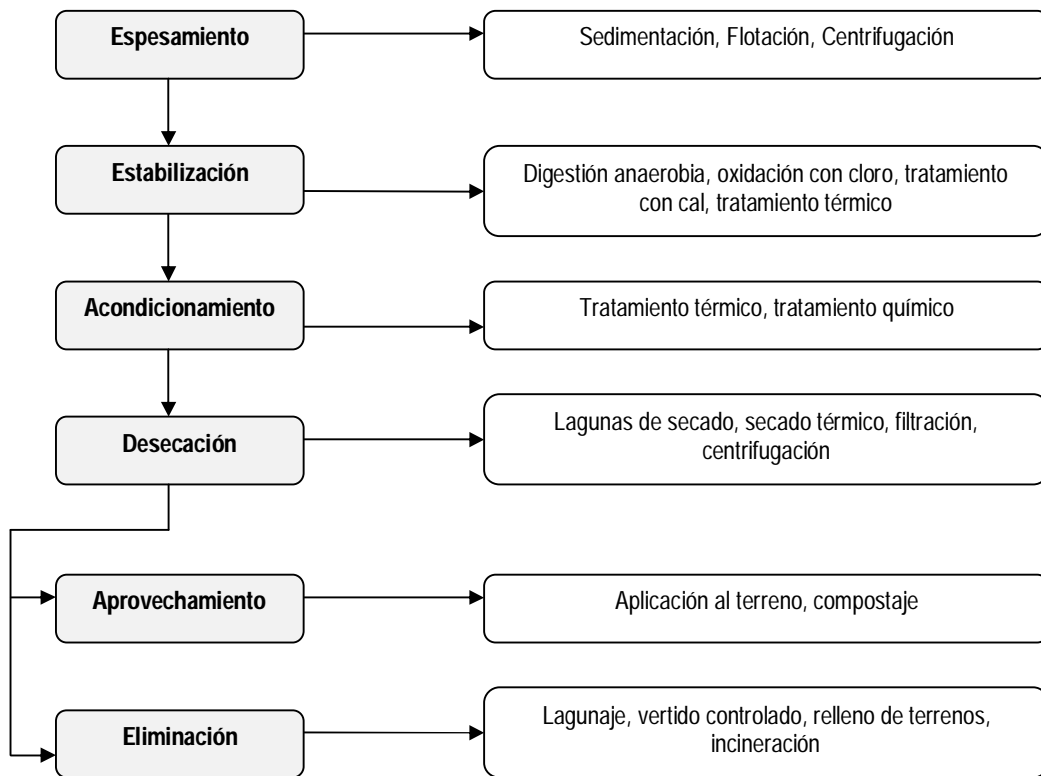 Espesamiento
Sedimentación, Flotación, Centrifugación
Estabilización
Digestión anaerobia, oxidación con cloro, tratamiento
con cal, tratamiento térmico
Acondicionamiento
Tratamiento térmico, tratamiento químico
Desecación
Lagunas de secado, secado térmico, filtración,
centrifugación
Aprovechamiento
Aplicación al terreno, compostaje
Eliminación
Lagunaje, vertido controlado, relleno de terrenos,
incineración